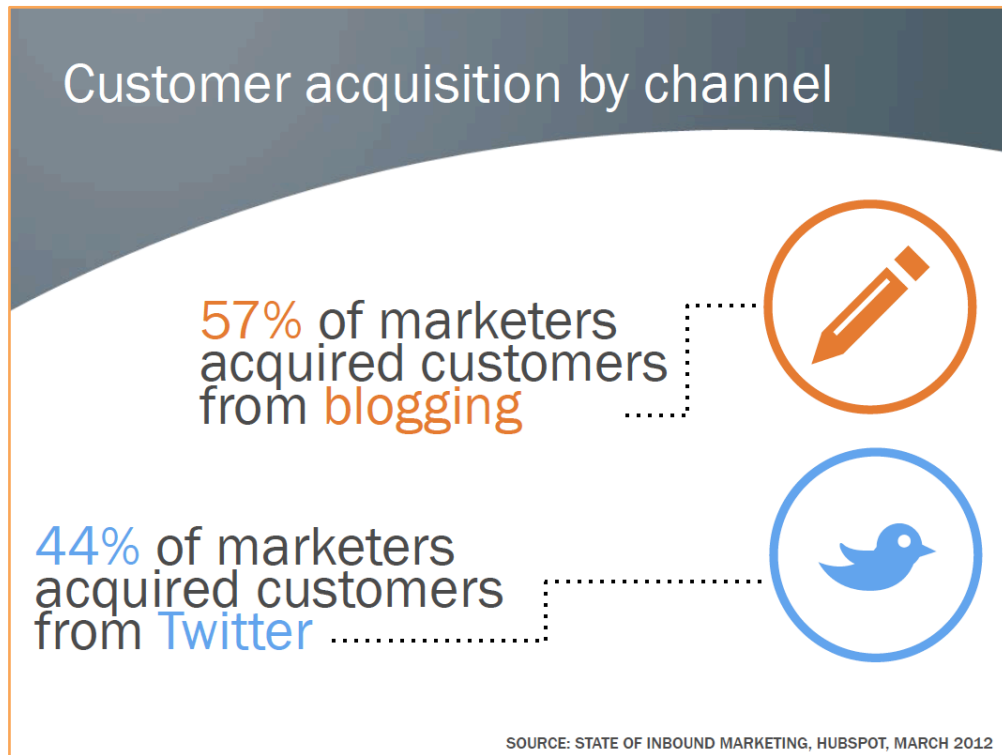 Customer acquisition by channel
57% of marketers
acquired customers
from blogging
44% of marketers
acquired customers
from Twitter
SOURCE: STATE OF INBOUND MARKETING, HUBSPOT, MARCH 2012